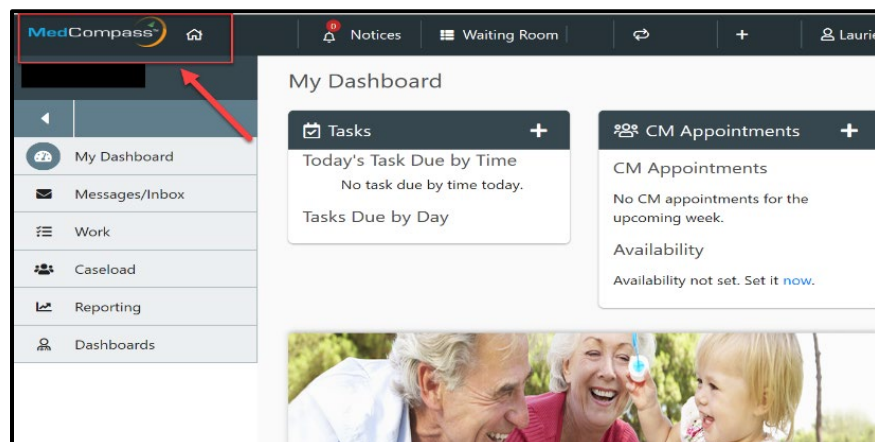 MedCompass
0
Notices
Waiting Room
Laurie
My Dashboard
Tasks
CM Appointments
My Dashboard
Today's Task Due by Time
CM Appointments
Messages/Inbox
No task due by time today.
No CM appointments for the
upcoming week.
Work
Tasks Due by Day
Caseload
Availability
Reporting
Availability not set. Set it now.
Dashboards